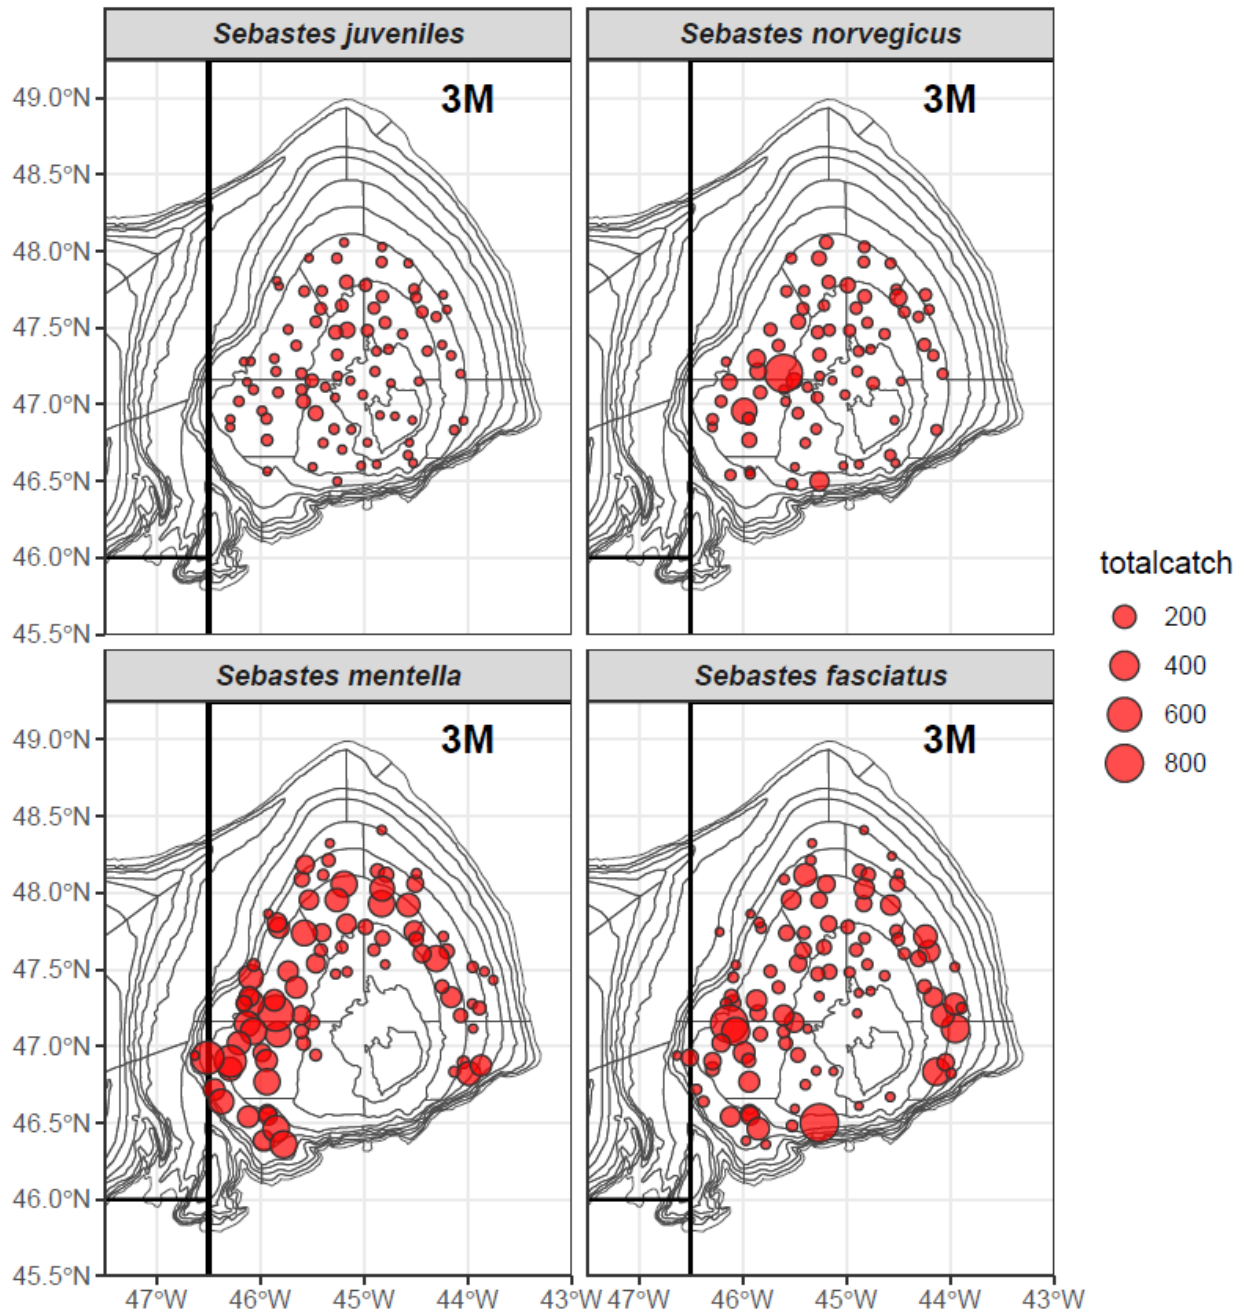 Sebastes juveniles
Sebastes norvegicus
3M
3M
49.0°N
48.5°N
48.0°N
47.5°N
47.0°N
46.5°N
46.0°N
45.5°N
Sebastes mentella
Sebastes fasciatus
3M
3M
49.0°N
48.5°N
48.0°N
47.5°N
47.0°N
46.5°N
46.0°N
45.5°N
47°W 46°W 45°W 44°W 43°W 47°W 46°W 45°W 44°W 43°W
totalcatch
200
400
600
800